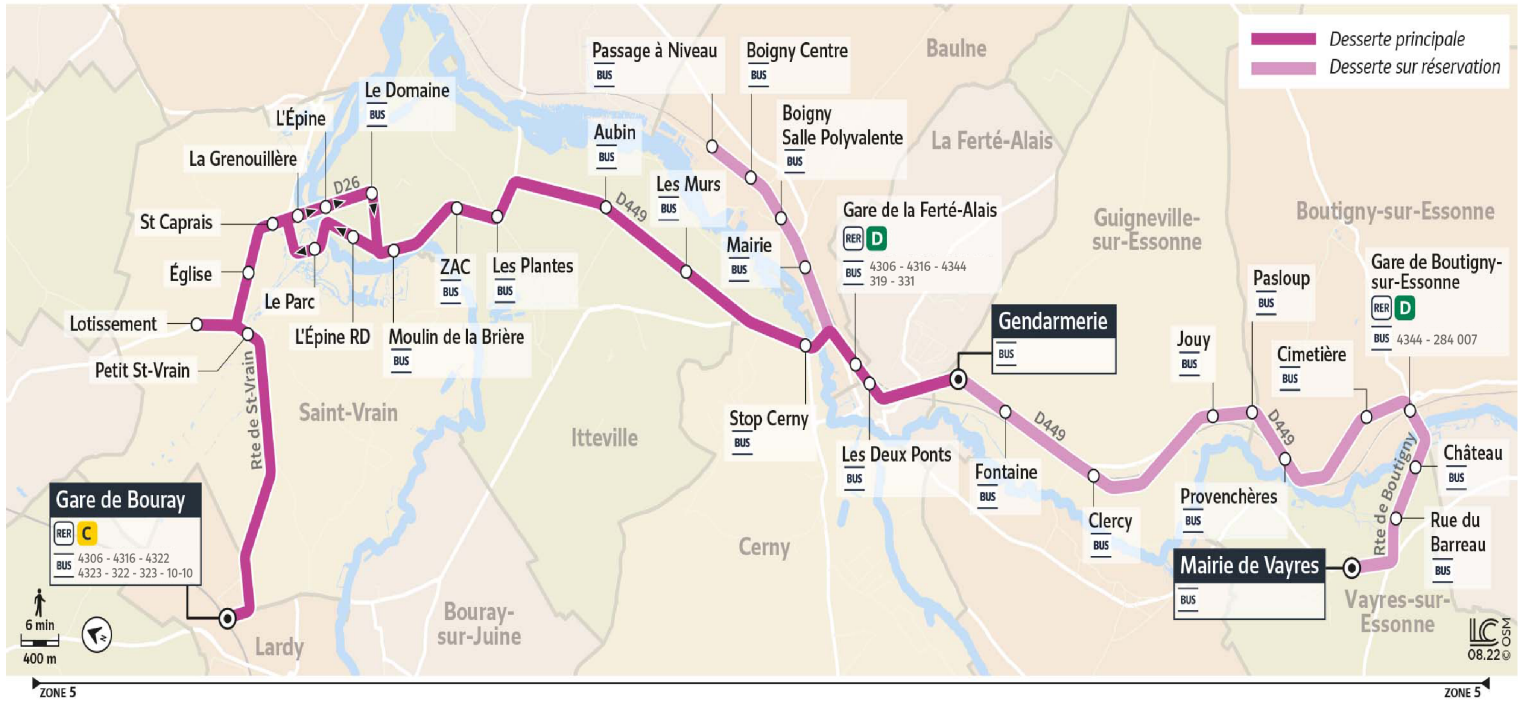 Desserte principale
Desserte sur réservation
Baulne
Passage à Niveau
BUS
Boigny Centre
BUS
Le Domaine
BUS
L'Épine
La Grenouillère
Boigny
Salle Polyvalente
BUS
Aubin
BUS
La Ferté-Alais
D26
Les Murs
BUS
D449
St Caprais
Gare de la Ferté-Alais
RER D
BUS 4306 - 4316 - 4344
319 - 331
Guigneville-
sur-Essonne
Boutigny-sur-Essonne
Mairie
BUS
Église
ZAC
BUS
Les Plantes
BUS
Pasloup
BUS
Gare de Boutigny-
sur-Essonne
RER D
BUS 4344 - 284 007
Le Parc
Lotissement
L'Épine RD
Moulin de la Brière
BUS
Gendarmerie
BUS
Jouy
BUS
Cimetière
BUS
Petit St-Vrain
Rte de St-Vrain
Saint-Vrain
Itteville
Stop Cerny
BUS
D449
D449
Les Deux Ponts
BUS
Fontaine
BUS
Château
BUS
Rte de Boutigny
Provenchères
BUS
Gare de Bouray
RER C
BUS 4306 - 4316 - 4322
4323 - 322 - 323 - 10-10
Clercy
BUS
Rue du
Barreau
BUS
Cerny
Mairie de Vayres
BUS
Vayres-sur-
Essonne
Bouray-
sur-Juine
Lardy
6 min
400 m
N
LC
08.22 © OSM
ZONE 5
ZONE 5